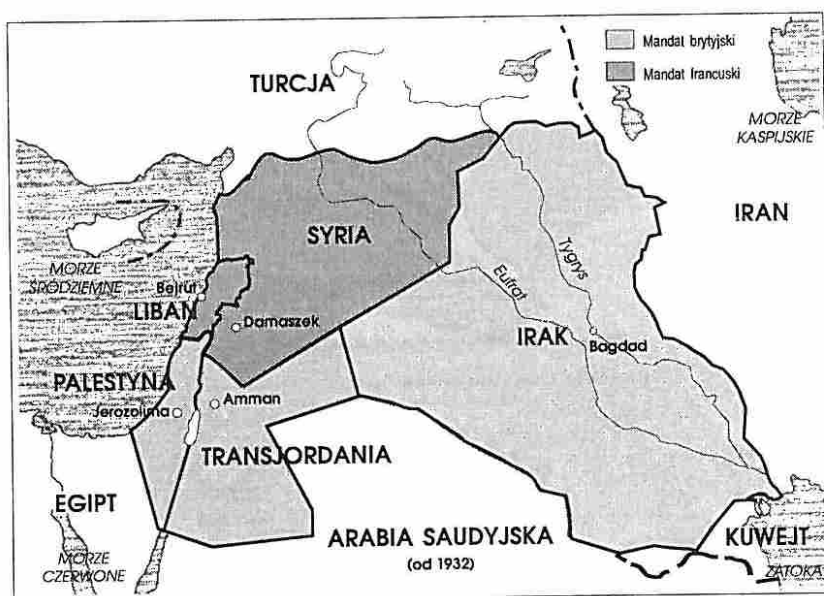 Mandat brytyjski
Mandat francuski
TURCJA
MORZE
KASPIJSKIE
IRAN
SYRIA
MORZE
ŚRÓDZIEMNE
Bejrut
LIBAN
Damaszek
Tygrys
Eufrat
IRAK
Bagdad
PALESTYNA
Jerozolima
Amman
TRANSJORDANIA
EGIPT
ARABIA SAUDYJSKA
(od 1932)
KUWEJT
MORZE
CZERWONE
ZATOKA